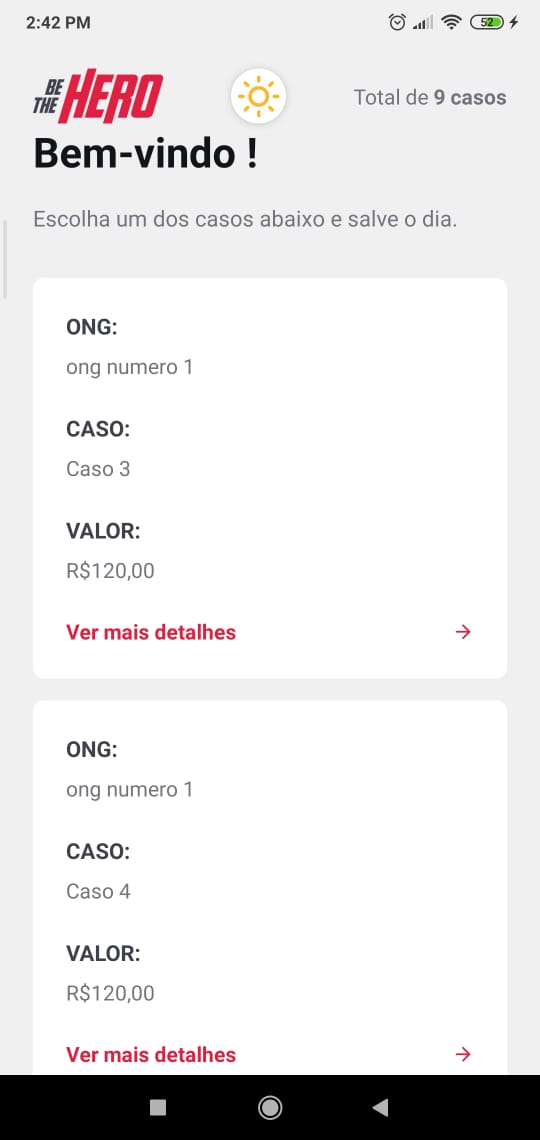 2:42 PM
52
BE THE HERO
Total de 9 casos
Bem-vindo !
Escolha um dos casos abaixo e salve o dia.
ONG:
ong numero 1
CASO:
Caso 3
VALOR:
R$120,00
Ver mais detalhes
ONG:
ong numero 1
CASO:
Caso 4
VALOR:
R$120,00
Ver mais detalhes